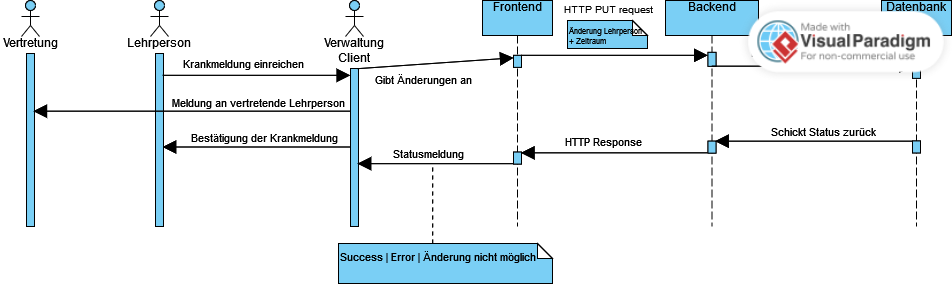 Vertretung
Lehrperson
Verwaltung
Client
Frontend
HTTP PUT request
Änderung Lehrperson
+ Zeitraum
Backend
Datenbank
Made with
VisualParadigm
For non-commercial use
Krankmeldung einreichen
Gibt Änderungen an
Meldung an vertretende Lehrperson
Bestätigung der Krankmeldung
Statusmeldung
HTTP Response
Schickt Status zurück
Success | Error | Änderung nicht möglich